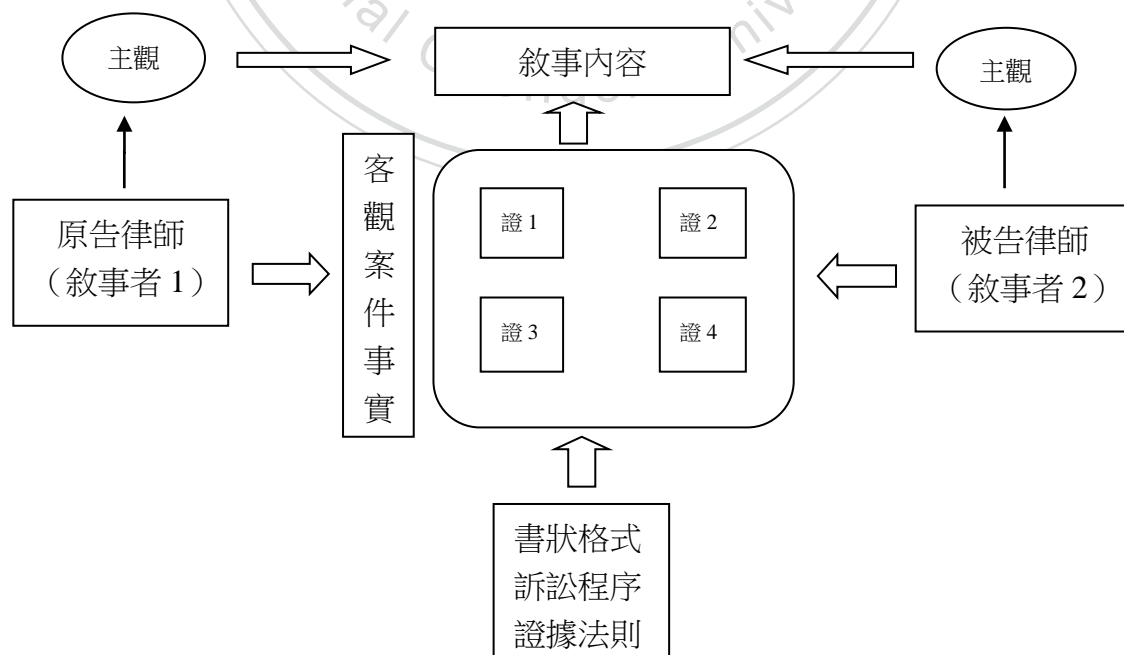 主觀
敘事內容
主觀
原告律師
（敘事者 1）
客
觀
案
件
事
實
證 1
證 2
證 3
證 4
被告律師
（敘事者 2）
書狀格式
訴訟程序
證據法則